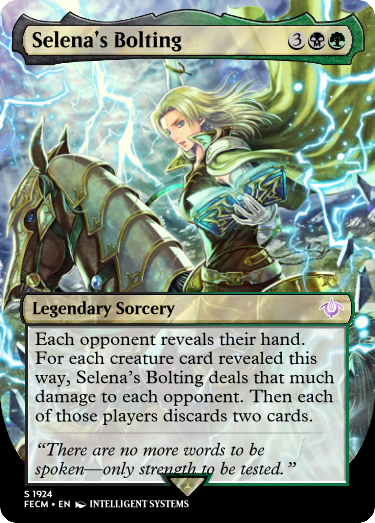 Selena's Bolting 3
Legendary Sorcery
Each opponent reveals their hand.
For each creature card revealed this
way, Selena's Bolting deals that much
damage to each opponent. Then each
of those players discards two cards.
“There are no more words to
be spoken—only strength to be tested.”
S 1924
FECM • EN INTELLIGENT SYSTEMS